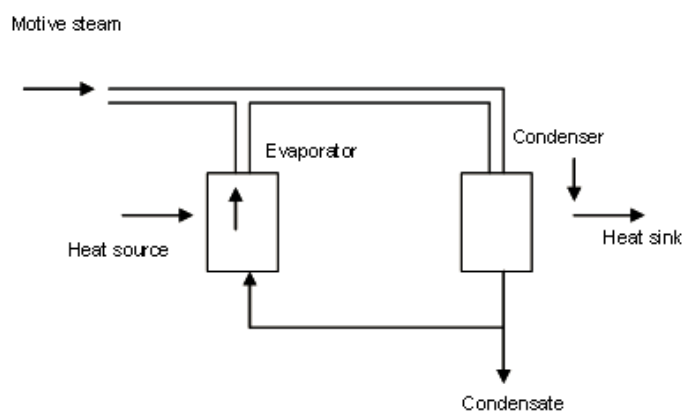 Motive steam
Evaporator
Condenser
Heat source
Heat sink
Condensate